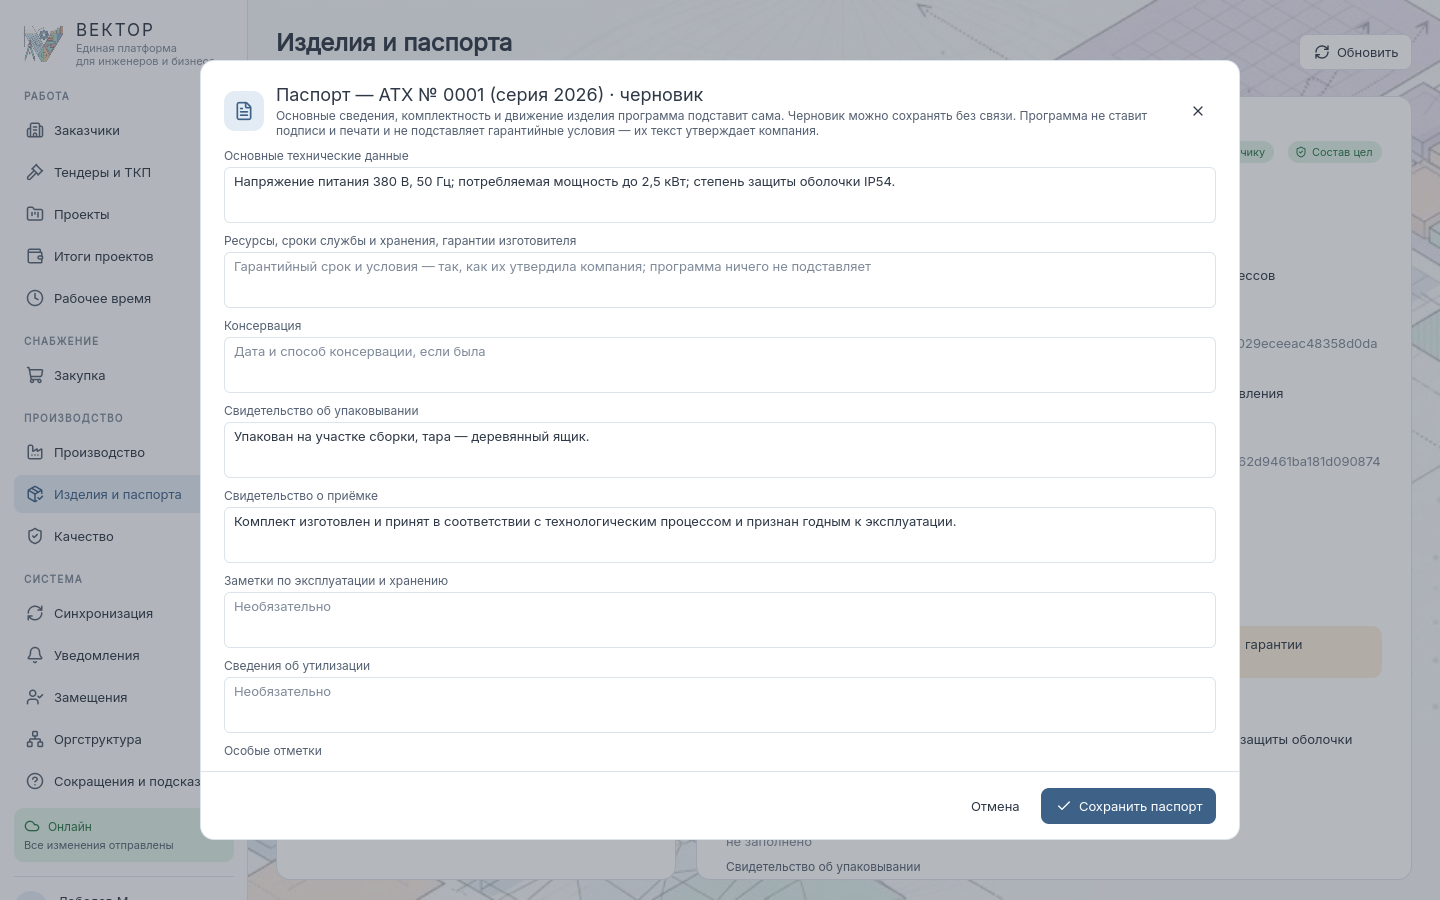 ВЕКТОР
Единая платформа
для инженеров и бизнеса
РАБОТА
Заказчики
Тендеры и ТКП
Проекты
Итоги проектов
Рабочее время
СНАБЖЕНИЕ
Закупка
ПРОИЗВОДСТВО
Производство
Изделия и паспорта
Качество
СИСТЕМА
Синхронизация
Уведомления
Замещения
Оргструктура
Сокращения и подсказ
Онлайн
Все изменения отправлены
Изделия и паспорта
Обновить
Паспорт — АТХ № 0001 (серия 2026) · черновик
Основные сведения, комплектность и движение изделия программа подставит сама. Черновик можно сохранять без связи. Программа не ставит
подписи и печати и не подставляет гарантийные условия — их текст утверждает компания.
Основные технические данные
Напряжение питания 380 В, 50 Гц; потребляемая мощность до 2,5 кВт; степень защиты оболочки IP54.
Ресурсы, сроки службы и хранения, гарантии изготовителя
Гарантийный срок и условия — так, как их утвердила компания; программа ничего не подставляет
Консервация
Дата и способ консервации, если была
Свидетельство об упаковывании
Упакован на участке сборки, тара — деревянный ящик.
Свидетельство о приёмке
Комплект изготовлен и принят в соответствии с технологическим процессом и признан годным к эксплуатации.
Заметки по эксплуатации и хранению
Необязательно
Сведения об утилизации
Необязательно
Особые отметки
Отмена
Сохранить паспорт
чику
Состав цел
ессов
029eceeac48358d0da
вления
62d9461ba181d090874
гарантии
защиты оболочки
не заполнено
Свидетельство об упаковывании